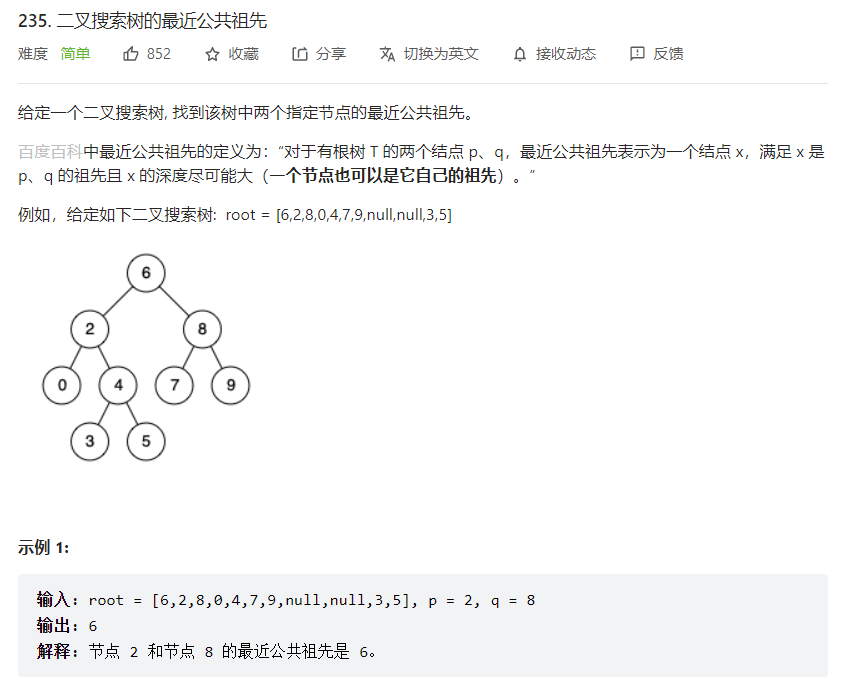 235. 二叉搜索树的最近公共祖先
难度 简单 852 收藏 分享 切换为英文 接收动态 反馈
给定一个二叉搜索树, 找到该树中两个指定节点的最近公共祖先。
百度百科中最近公共祖先的定义为：“对于有根树 T 的两个结点 p、q，最近公共祖先表示为一个结点 x，满足 x 是
p、q 的祖先且 x 的深度尽可能大（一个节点也可以是它自己的祖先）。”
例如，给定如下二叉搜索树:  root = [6,2,8,0,4,7,9,null,null,3,5]
6
2 8
0 4 7 9
3 5
示例 1:
输入: root = [6,2,8,0,4,7,9,null,null,3,5], p = 2, q = 8
输出: 6
解释: 节点 2 和节点 8 的最近公共祖先是 6。